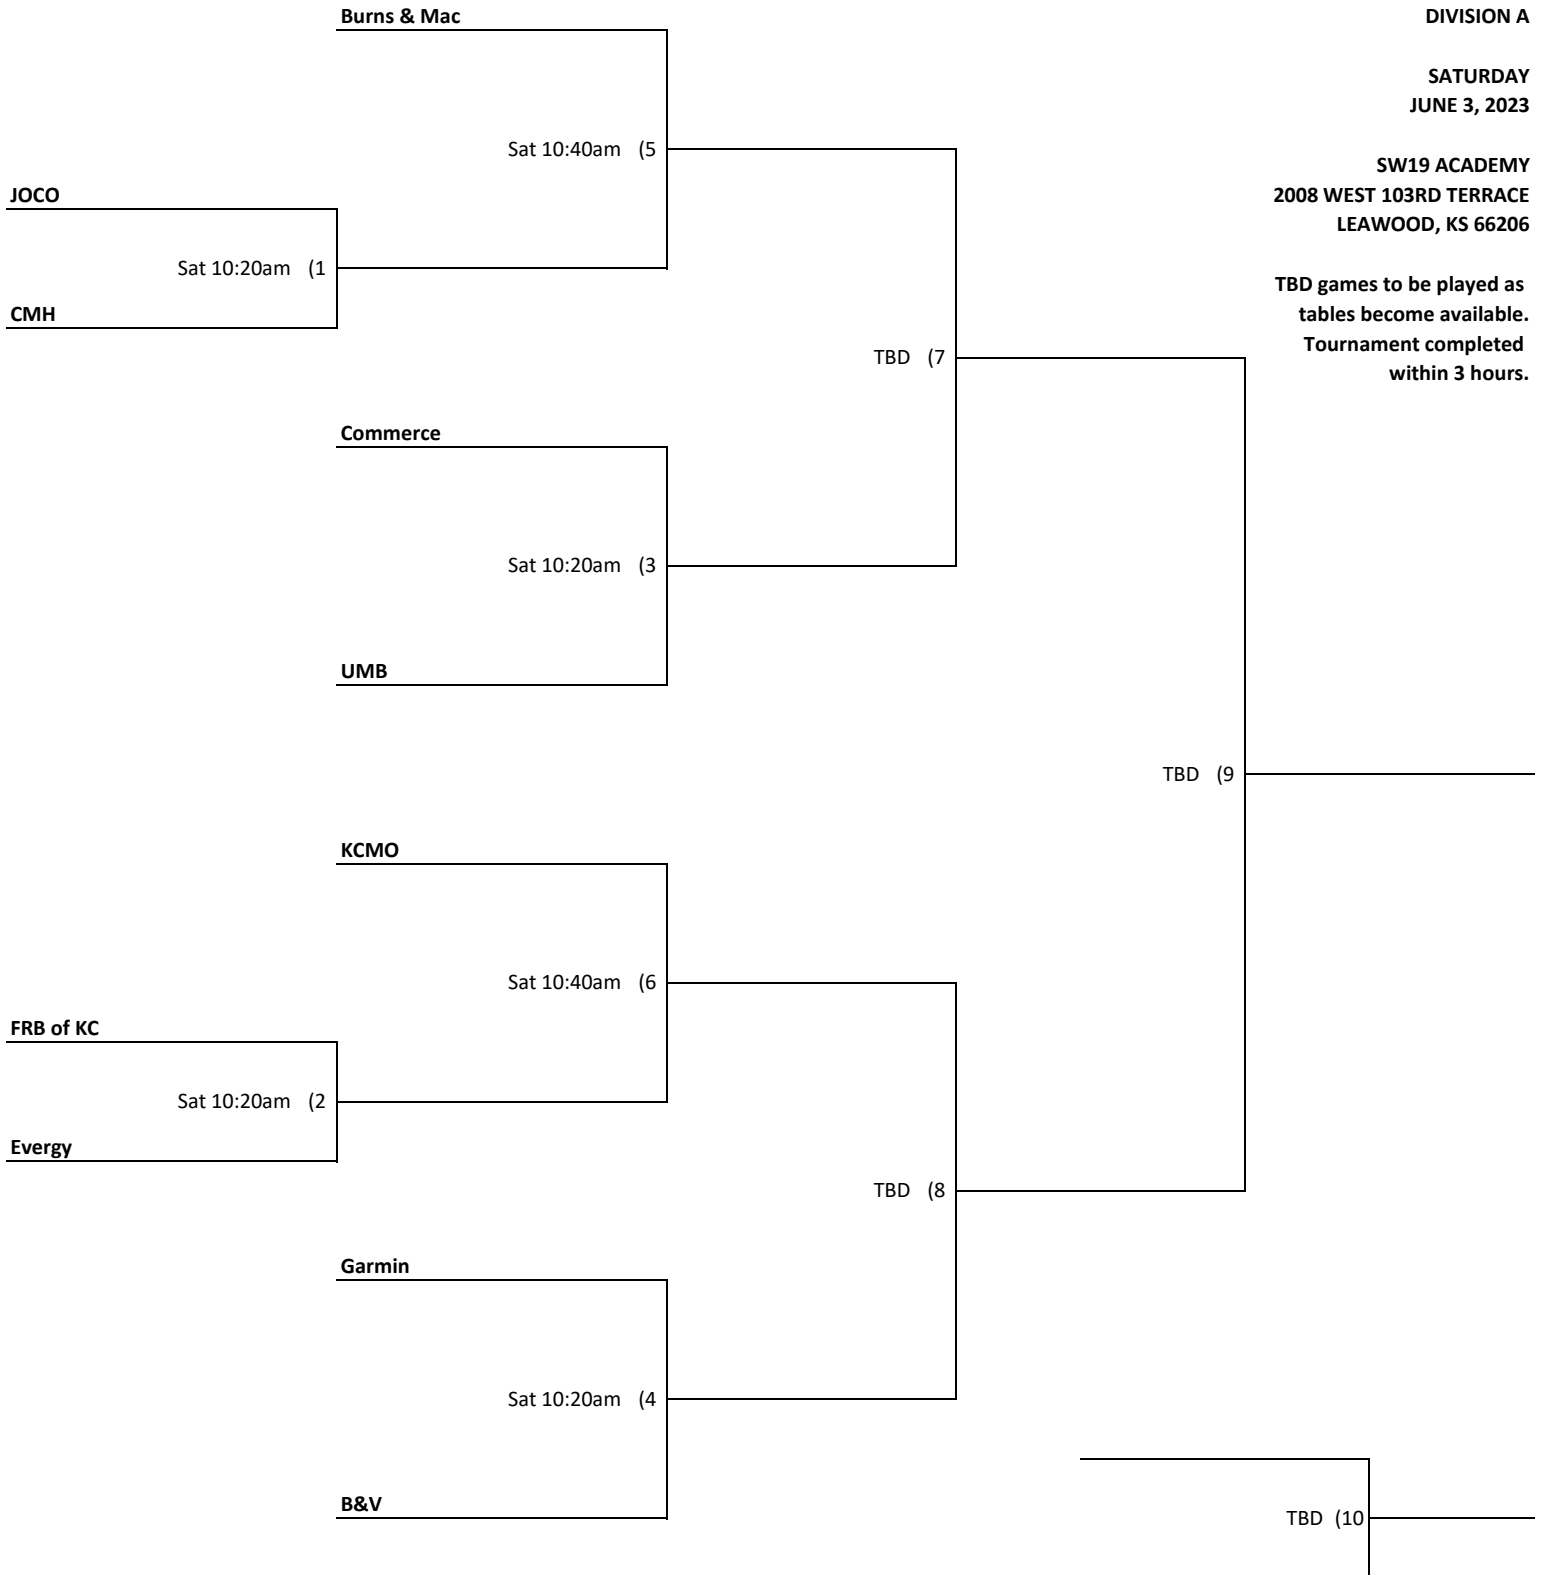 Burns & Mac
DIVISION A
SATURDAY
JUNE 3, 2023
Sat 10:40am (5
SW19 ACADEMY
JOCO
2008 WEST 103RD TERRACE
LEAWOOD, KS 66206
Sat 10:20am (1
TBD games to be played as
CMH
tables become available.
Tournament completed
TBD (7
within 3 hours.
Commerce
Sat 10:20am (3
UMB
TBD (9
KCMO
Sat 10:40am (6
FRB of KC
Sat 10:20am (2
Evergy
TBD (8
Garmin
Sat 10:20am (4
B&V
TBD (10